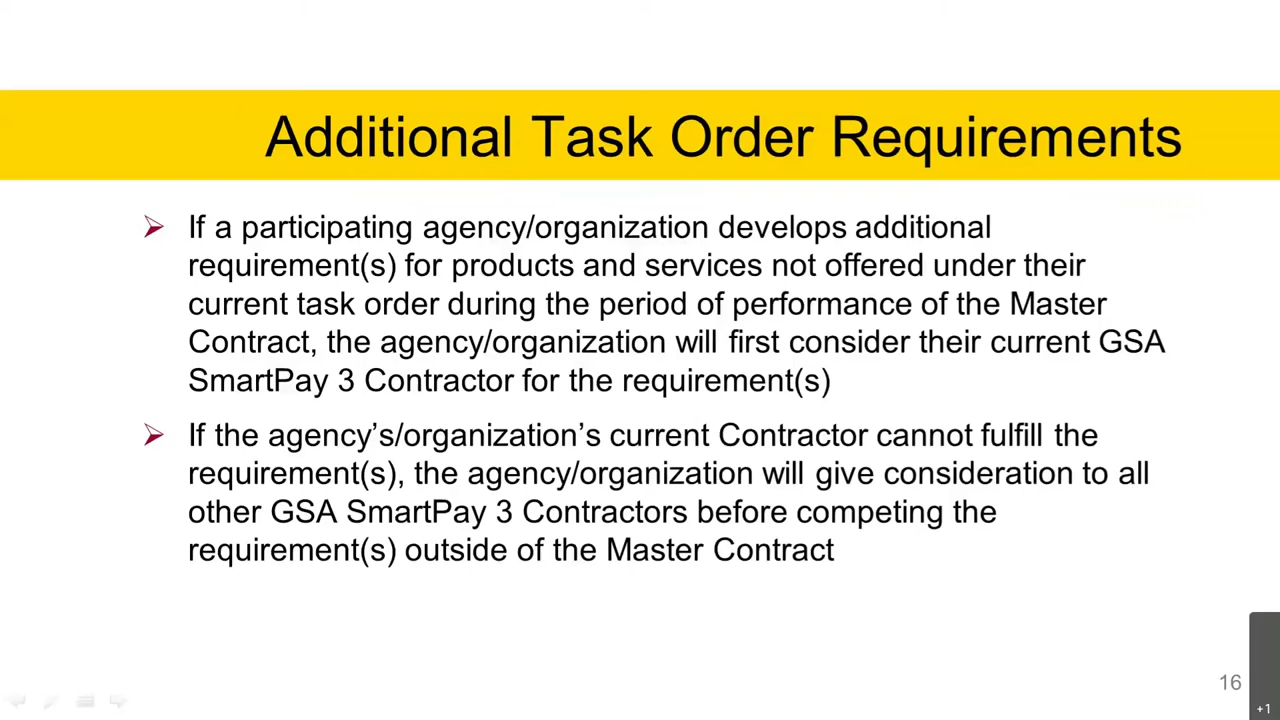 Additional Task Order Requirements
If a participating agency/organization develops additional
requirement(s) for products and services not offered under their
current task order during the period of performance of the Master
Contract, the agency/organization will first consider their current GSA
SmartPay 3 Contractor for the requirement(s)
If the agency’s/organization’s current Contractor cannot fulfill the
requirement(s), the agency/organization will give consideration to all
other GSA SmartPay 3 Contractors before competing the
requirement(s) outside of the Master Contract
16
+1